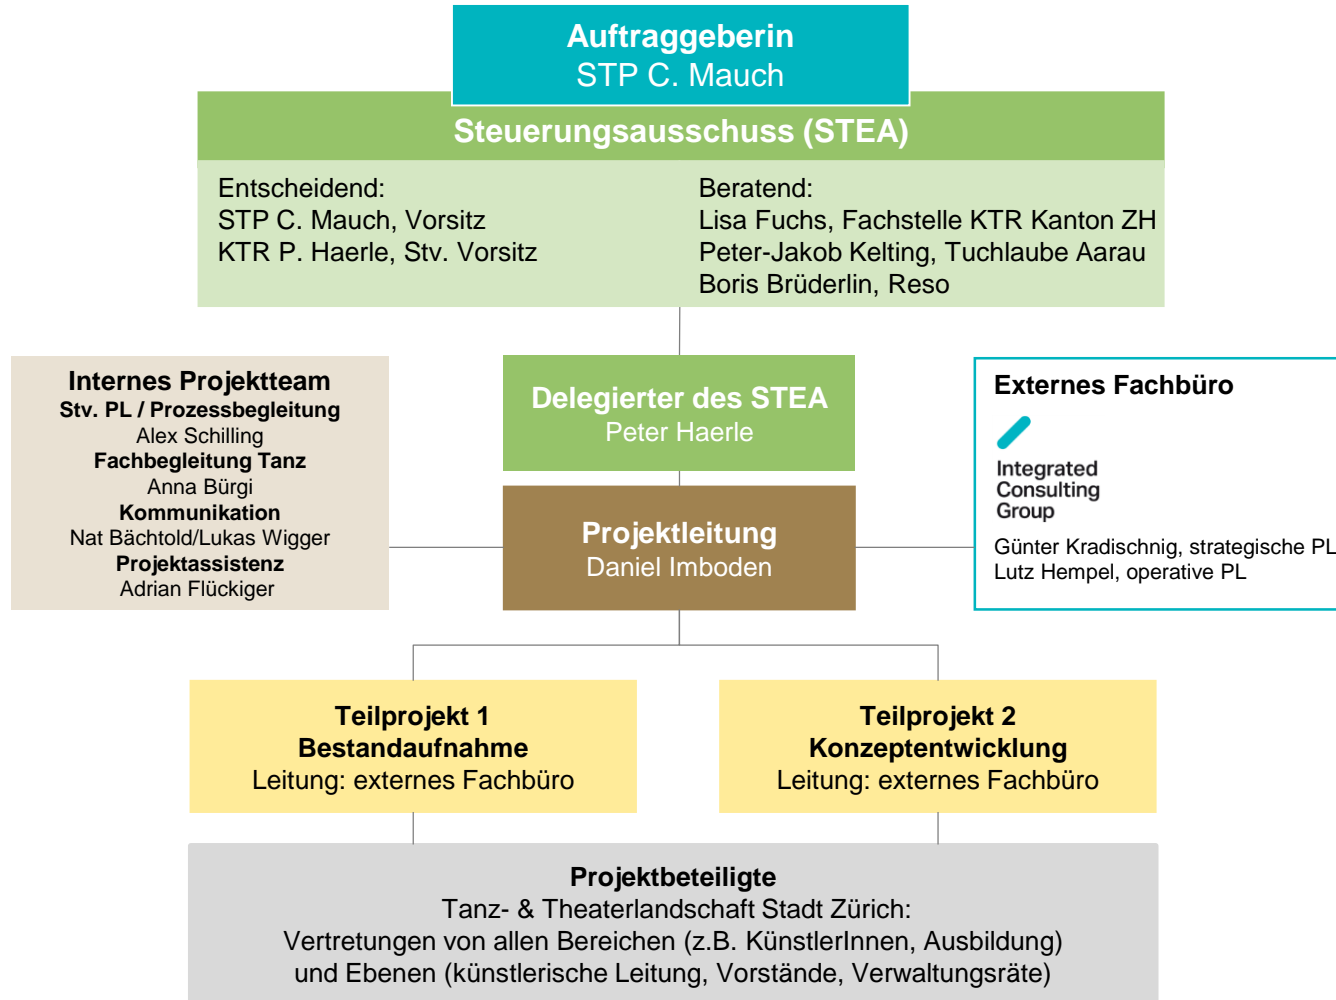 Auftraggeberin
STP C. Mauch
Steuerungsausschuss (STEA)
Entscheidend:
STP C. Mauch, Vorsitz
KTR P. Haerle, Stv. Vorsitz
Beratend:
Lisa Fuchs, Fachstelle KTR Kanton ZH
Peter-Jakob Kelting, Tuchlaube Aarau
Boris Brüderlin, Reso
Internes Projektteam
Stv. PL / Prozessbegleitung
Alex Schilling
Fachbegleitung Tanz
Anna Bürgi
Kommunikation
Nat Bächtold/Lukas Wigger
Projektassistenz
Adrian Flückiger
Delegierter des STEA
Peter Haerle
Projektleitung
Daniel Imboden
Externes Fachbüro
Integrated
Consulting
Group
Günter Kradischnig, strategische PL
Lutz Hempel, operative PL
Teilprojekt 1
Bestandaufnahme
Leitung: externes Fachbüro
Teilprojekt 2
Konzeptentwicklung
Leitung: externes Fachbüro
Projektbeteiligte
Tanz- & Theaterlandschaft Stadt Zürich:
Vertretungen von allen Bereichen (z.B. KünstlerInnen, Ausbildung)
und Ebenen (künstlerische Leitung, Vorstände, Verwaltungsräte)